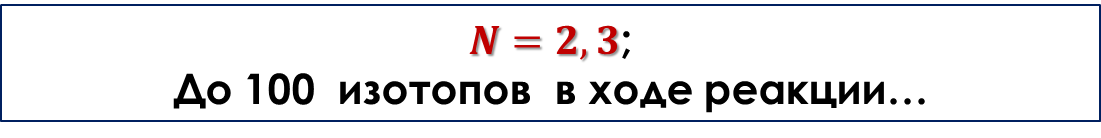 N = 2,3;
До 100 изотопов в ходе реакции...